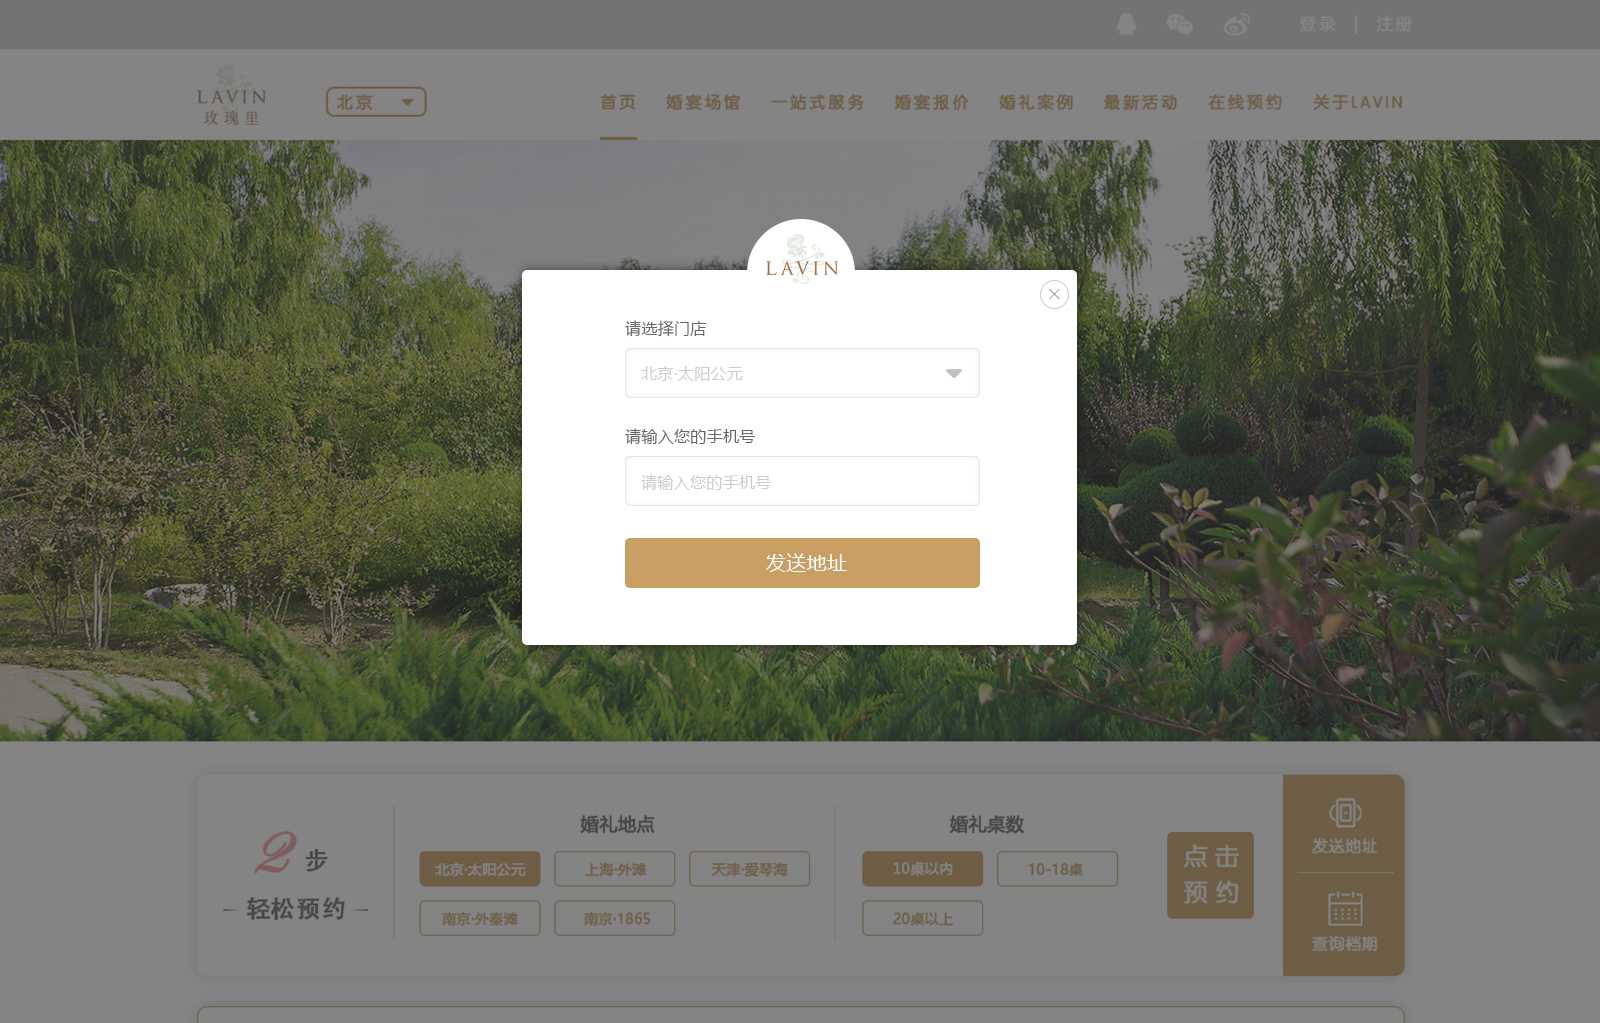 登录 | 注册
LAVIN
玫瑰里
北京
首页 婚宴场馆 一站式服务 婚宴报价 婚礼案例 最新活动 在线预约 关于LAVIN
LAVIN
请选择门店
北京·太阳公元
请输入您的手机号
请输入您的手机号
发送地址
2步
轻松预约
婚礼地点
北京·太阳公元 上海·外滩 天津·爱琴海
南京·外秦滩 南京·1865
婚礼桌数
10桌以内 10-18桌
20桌以上
点击
预约
发送地址
查询档期